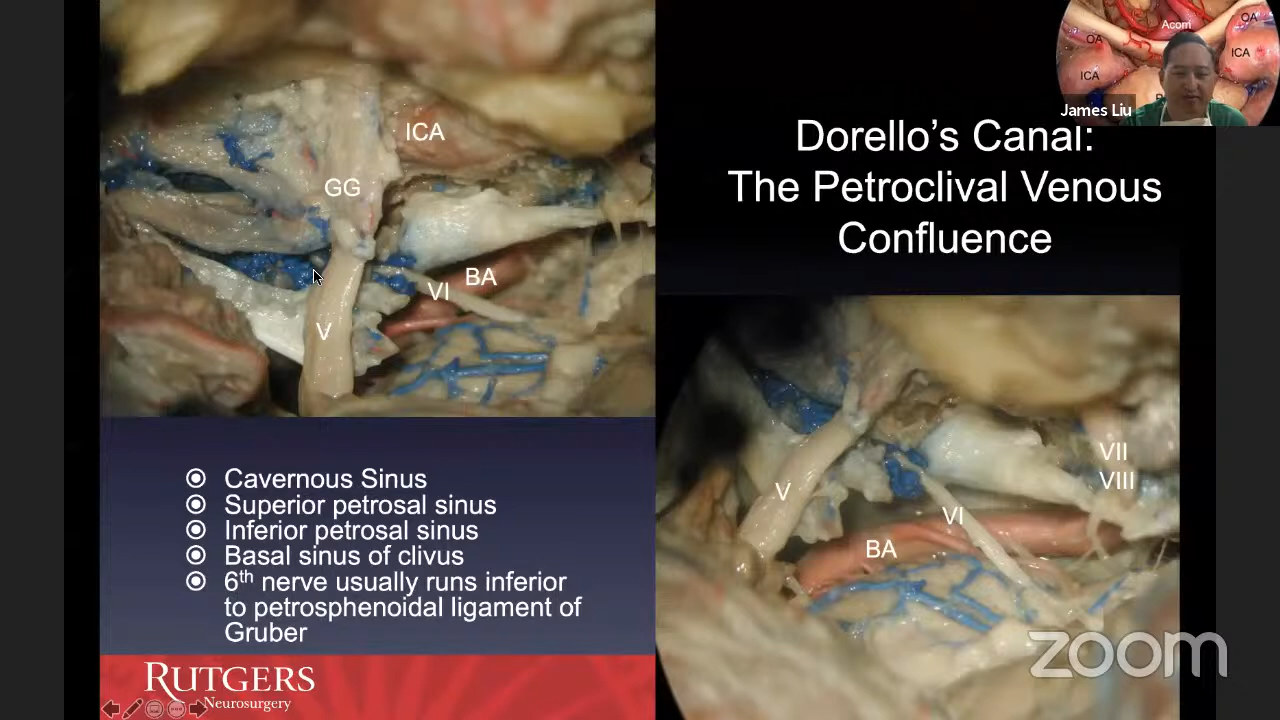 ICA
GG
BA
VI
V
Acom
OA
OA
ICA
ICA
James Liu
Dorello’s Canal:
The Petroclival Venous
Confluence
Cavernous Sinus
Superior petrosal sinus
Inferior petrosal sinus
Basal sinus of clivus
6th nerve usually runs inferior
to petrosphenoidal ligament of
Gruber
VII
VIII
V
VI
BA
RUTGERS
Neurosurgery
zoom